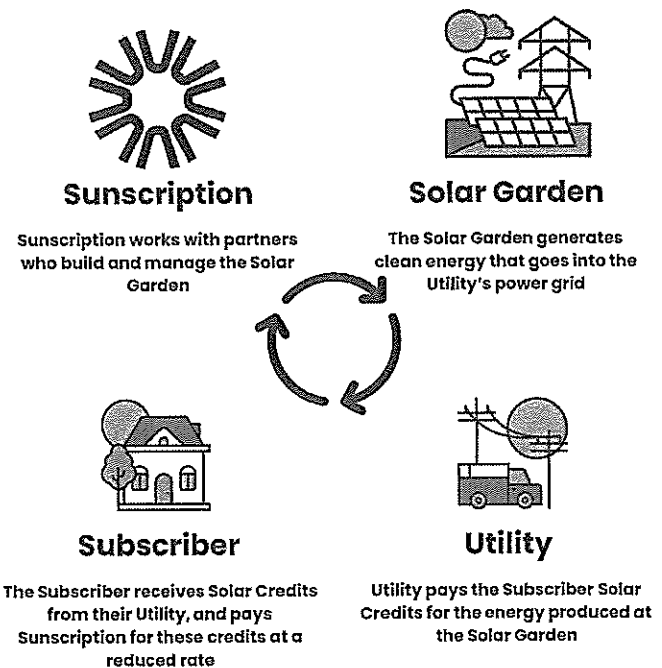 Sunscription
Sunscription works with partners
who build and manage the Solar
Garden
Solar Garden
The Solar Garden generates
clean energy that goes into the
Utility's power grid
Subscriber
The Subscriber receives Solar Credits
from their Utility, and pays
Sunscription for these credits at a
reduced rate
Utility
Utility pays the Subscriber Solar
Credits for the energy produced at
the Solar Garden